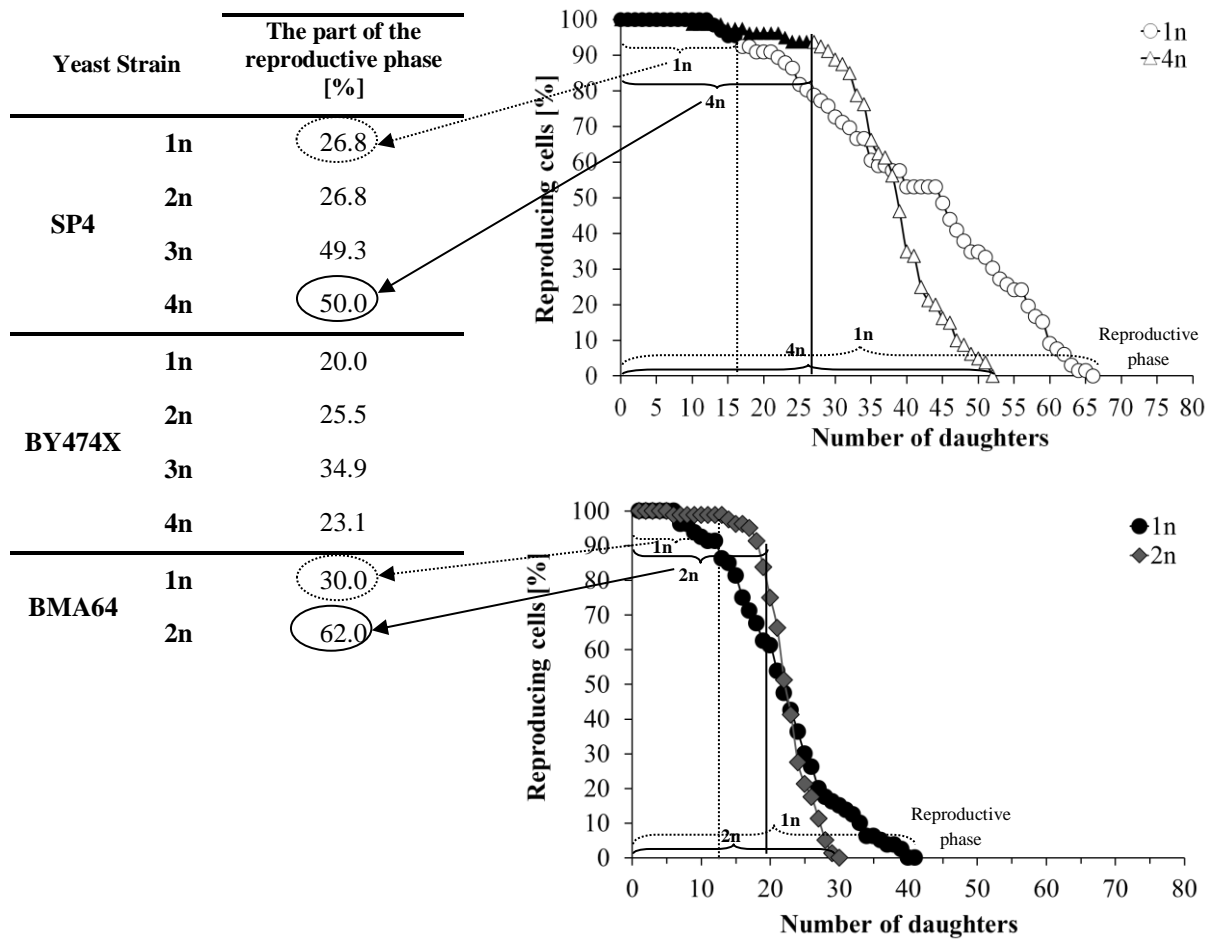 Yeast Strain
The part of the
reproductive phase
[%]
SP4
1n 26.8
2n 26.8
3n 49.3
4n 50.0
BY474X
1n 20.0
2n 25.5
3n 34.9
4n 23.1
BMA64
1n 30.0
2n 62.0
Reproducing cells [%]
100
90
80
70
60
50
40
30
20
10
0
1n
4n
1n
4n
1n
4n
Reproductive
phase
0 5 10 15 20 25 30 35 40 45 50 55 60 65 70 75 80
Number of daughters
Reproducing cells [%]
100
90
80
70
60
50
40
30
20
10
0
1n
2n
1n
2n
1n
2n
Reproductive
phase
0 10 20 30 40 50 60 70 80
Number of daughters